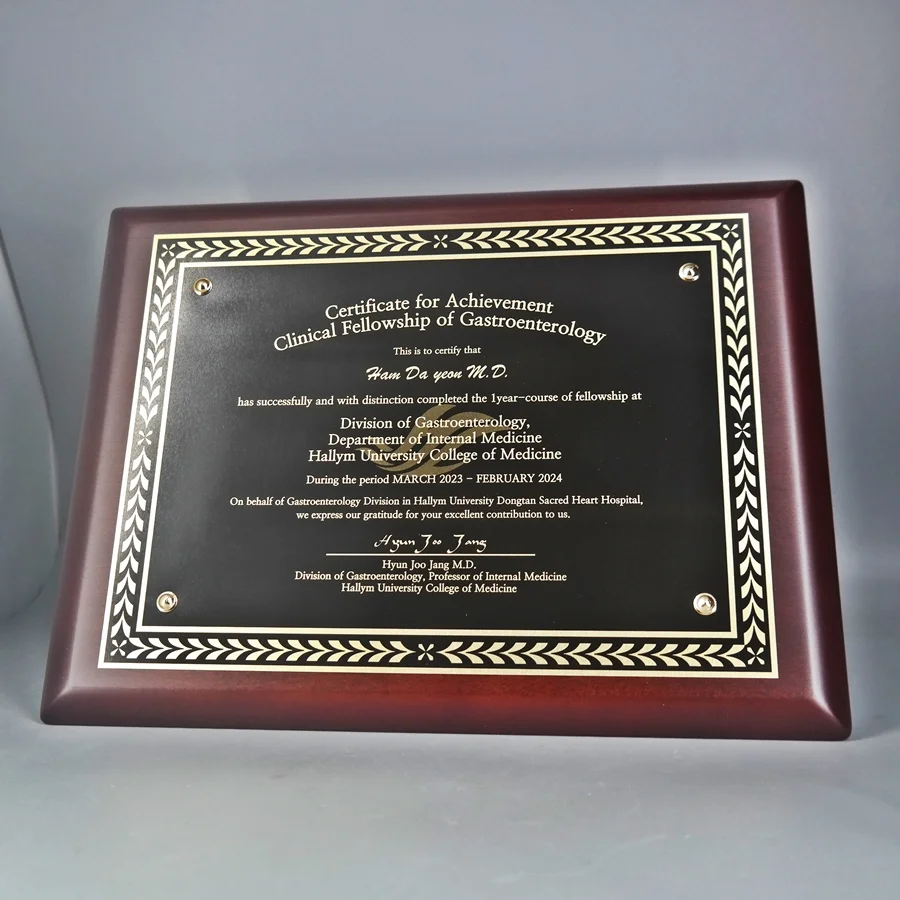 Certificate for Achievement
Clinical Fellowship of Gastroenterology
This is to certify that
Ham Da yeon M.D.
has successfully and with distinction completed the 1year-course of fellowship at
Division of Gastroenterology,
Department of Internal Medicine
Hallym University College of Medicine
During the period MARCH 2023 - FEBRUARY 2024
On behalf of Gastroenterology Division in Hallym University Dongtan Sacred Heart Hospital,
we express our gratitude for your excellent contribution to us.
Hyun Joo Jang
Hyun Joo Jang M.D.
Division of Gastroenterology, Professor of Internal Medicine
Hallym University College of Medicine